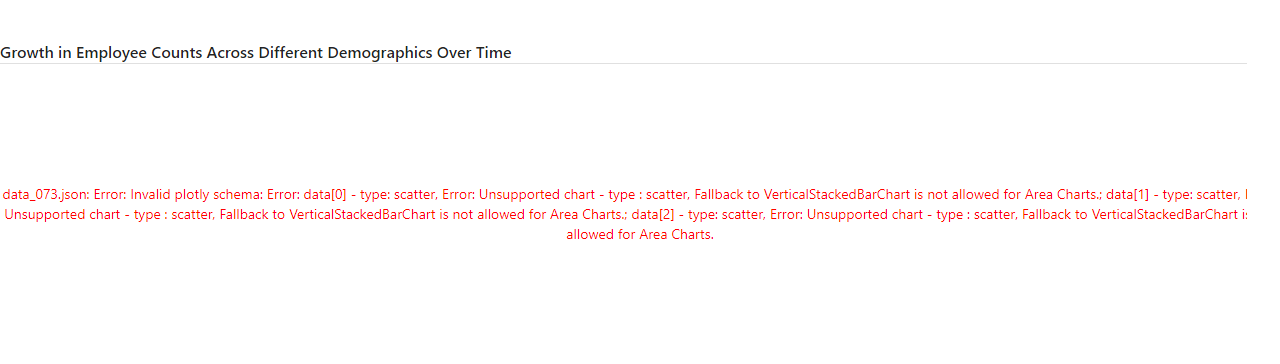 Growth in Employee Counts Across Different Demographics Over Time
data_073.json: Error: Invalid plotly schema: Error: data[0] - type: scatter, Error: Unsupported chart - type : scatter, Fallback to VerticalStackedBarChart is not allowed for Area Charts.; data[1] - type: scatter,
Unsupported chart - type : scatter, Fallback to VerticalStackedBarChart is not allowed for Area Charts.; data[2] - type: scatter, Error: Unsupported chart - type : scatter, Fallback to VerticalStackedBarChart
allowed for Area Charts.